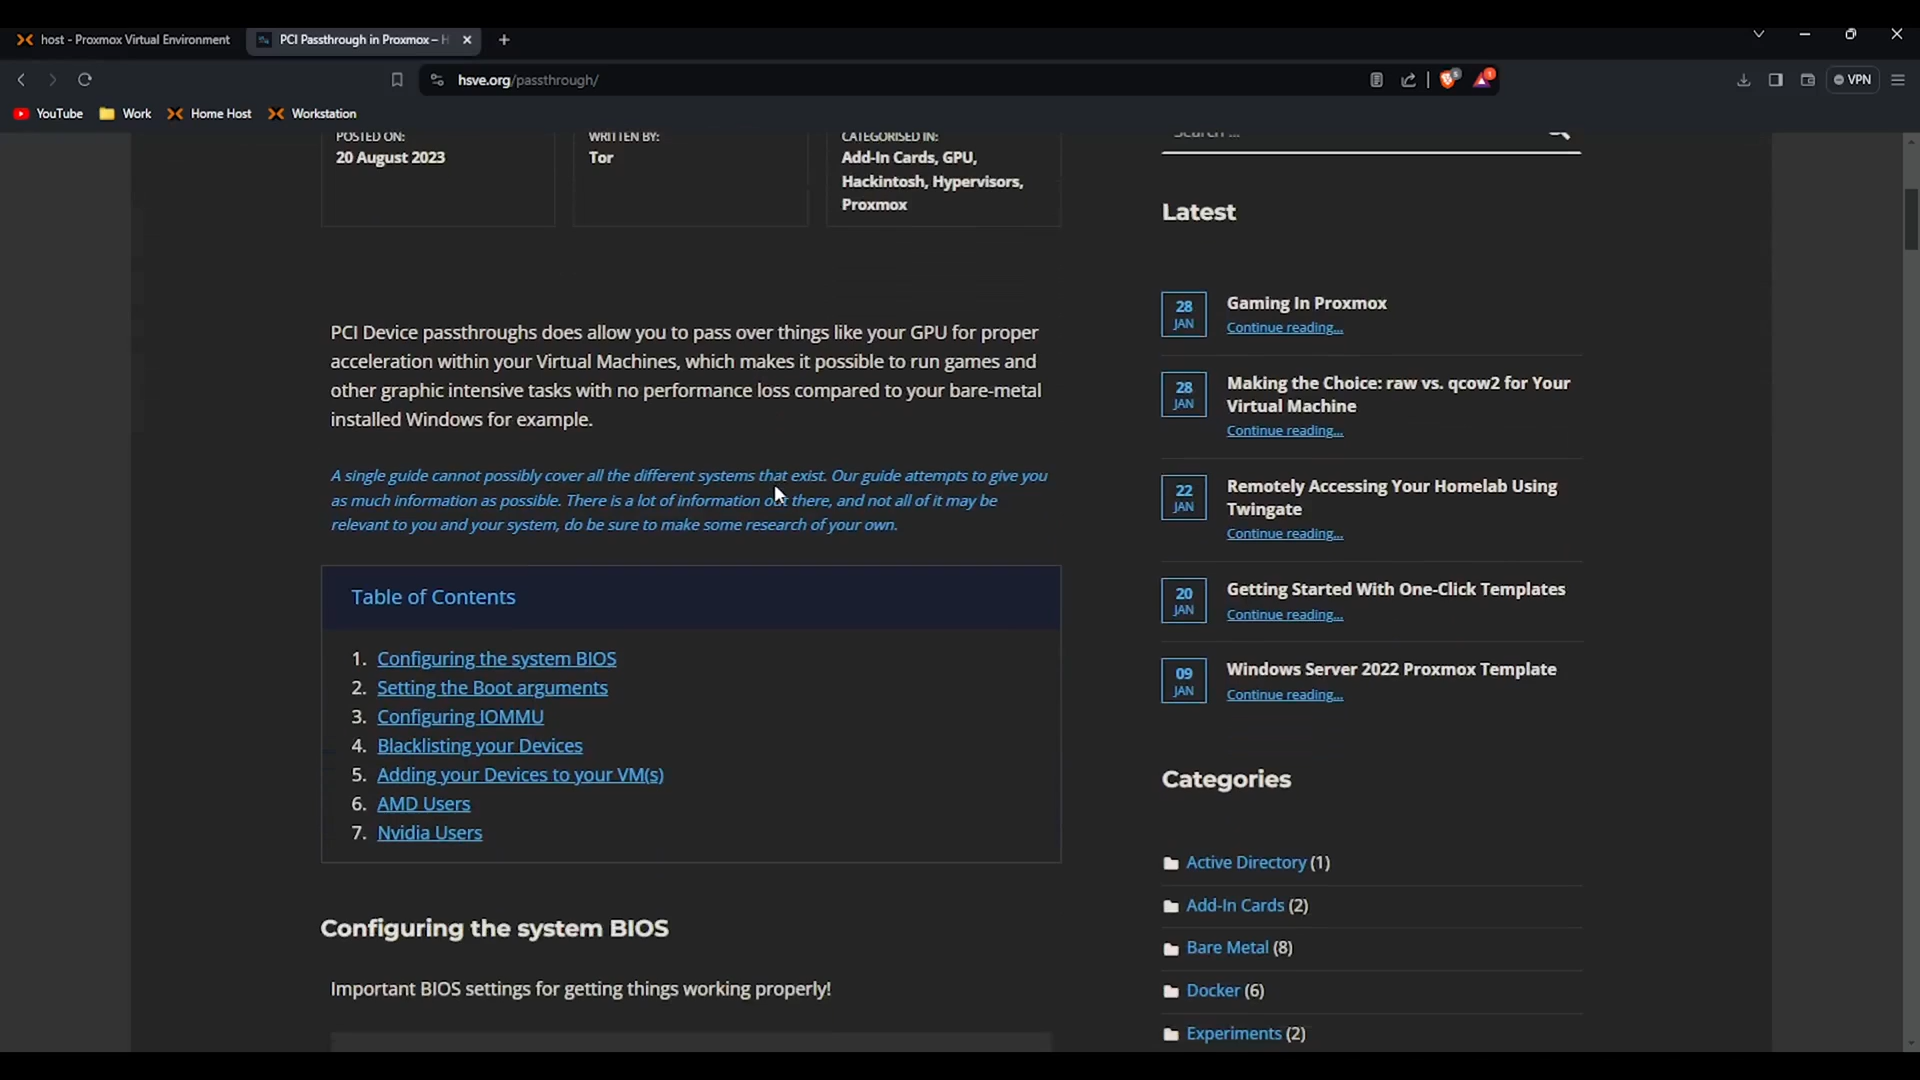 host - Proxmox Virtual Environment
PCI Passthrough in Proxmox – H
hsve.org/passthrough/
VPN
YouTube
Work
Home Host
Workstation
POSTED ON:
20 August 2023
WRITTEN BY:
Tor
CATEGORISED IN:
Add-In Cards, GPU,
Hackintosh, Hypervisors,
Proxmox
Search ...
PCI Device passthroughs does allow you to pass over things like your GPU for proper
acceleration within your Virtual Machines, which makes it possible to run games and
other graphic intensive tasks with no performance loss compared to your bare-metal
installed Windows for example.
A single guide cannot possibly cover all the different systems that exist. Our guide attempts to give you
as much information as possible. There is a lot of information out there, and not all of it may be
relevant to you and your system, do be sure to make some research of your own.
Table of Contents
1. Configuring the system BIOS
2. Setting the Boot arguments
3. Configuring IOMMU
4. Blacklisting your Devices
5. Adding your Devices to your VM(s)
6. AMD Users
7. Nvidia Users
Configuring the system BIOS
Important BIOS settings for getting things working properly!
Latest
28
JAN
Gaming In Proxmox
Continue reading...
28
JAN
Making the Choice: raw vs. qcow2 for Your
Virtual Machine
Continue reading...
22
JAN
Remotely Accessing Your Homelab Using
Twingate
Continue reading...
20
JAN
Getting Started With One-Click Templates
Continue reading...
09
JAN
Windows Server 2022 Proxmox Template
Continue reading...
Categories
Active Directory (1)
Add-In Cards (2)
Bare Metal (8)
Docker (6)
Experiments (2)